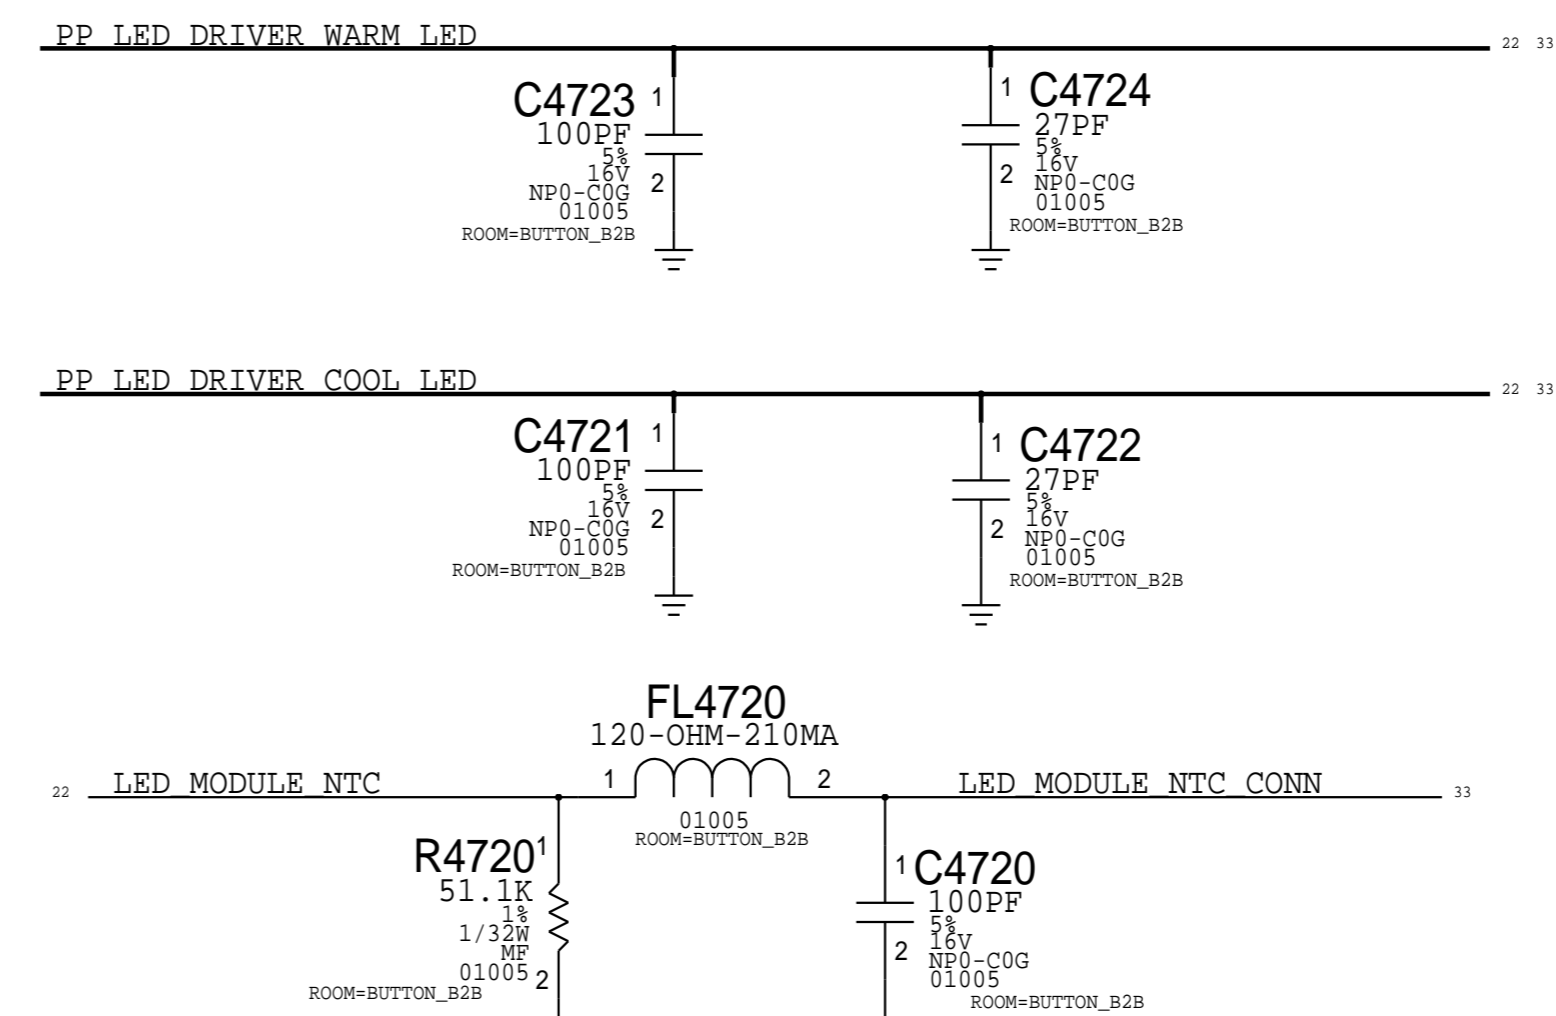 PP_LED_DRIVER_WARM_LED
22 33
C4723 1
100PF
5%
16V
NP0-C0G
01005
2
ROOM=BUTTON_B2B
1 C4724
27PF
5%
16V
NP0-C0G
01005
2
ROOM=BUTTON_B2B
PP_LED_DRIVER_COOL_LED
22 33
C4721 1
100PF
5%
16V
NP0-C0G
01005
2
ROOM=BUTTON_B2B
1 C4722
27PF
5%
16V
NP0-C0G
01005
2
ROOM=BUTTON_B2B
FL4720
120-OHM-210MA
22 LED_MODULE_NTC 1 2 LED_MODULE_NTC_CONN 33
01005
ROOM=BUTTON_B2B
R4720 1
51.1K
1%
1/32W
MF
01005 2
ROOM=BUTTON_B2B
1 C4720
100PF
5%
16V
NP0-C0G
01005
2
ROOM=BUTTON_B2B